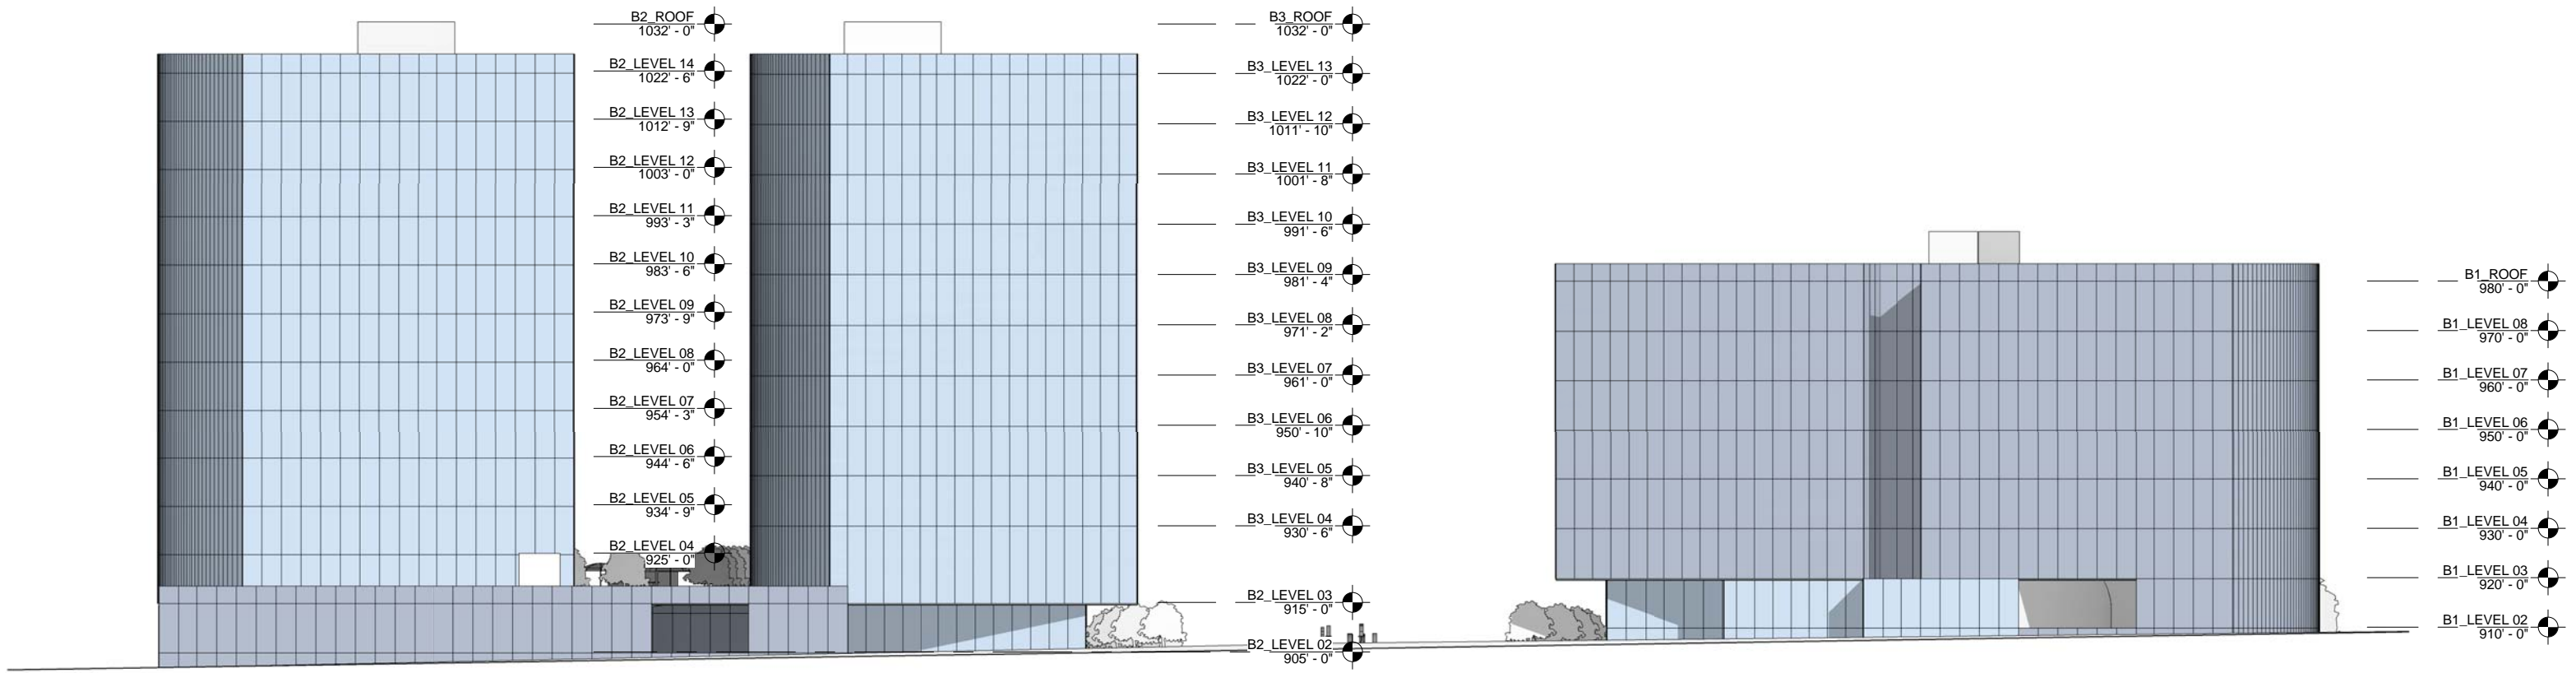 B2_ROOF
1032' - 0"
B2_LEVEL 14
1022' - 6"
B2_LEVEL 13
1012' - 9"
B2_LEVEL 12
1003' - 0"
B2_LEVEL 11
993' - 3"
B2_LEVEL 10
983' - 6"
B2_LEVEL 09
973' - 9"
B2_LEVEL 08
964' - 0"
B2_LEVEL 07
954' - 3"
B2_LEVEL 06
944' - 6"
B2_LEVEL 05
934' - 9"
B2_LEVEL 04
925' - 0"
B3_ROOF
1032' - 0"
B3_LEVEL 13
1022' - 0"
B3_LEVEL 12
1011' - 10"
B3_LEVEL 11
1001' - 8"
B3_LEVEL 10
991' - 6"
B3_LEVEL 09
981' - 4"
B3_LEVEL 08
971' - 2"
B3_LEVEL 07
961' - 0"
B3_LEVEL 06
950' - 10"
B3_LEVEL 05
940' - 8"
B3_LEVEL 04
930' - 6"
B2_LEVEL 03
915' - 0"
B2_LEVEL 02
905' - 0"
B1_ROOF
980' - 0"
B1_LEVEL 08
970' - 0"
B1_LEVEL 07
960' - 0"
B1_LEVEL 06
950' - 0"
B1_LEVEL 05
940' - 0"
B1_LEVEL 04
930' - 0"
B1_LEVEL 03
920' - 0"
B1_LEVEL 02
910' - 0"